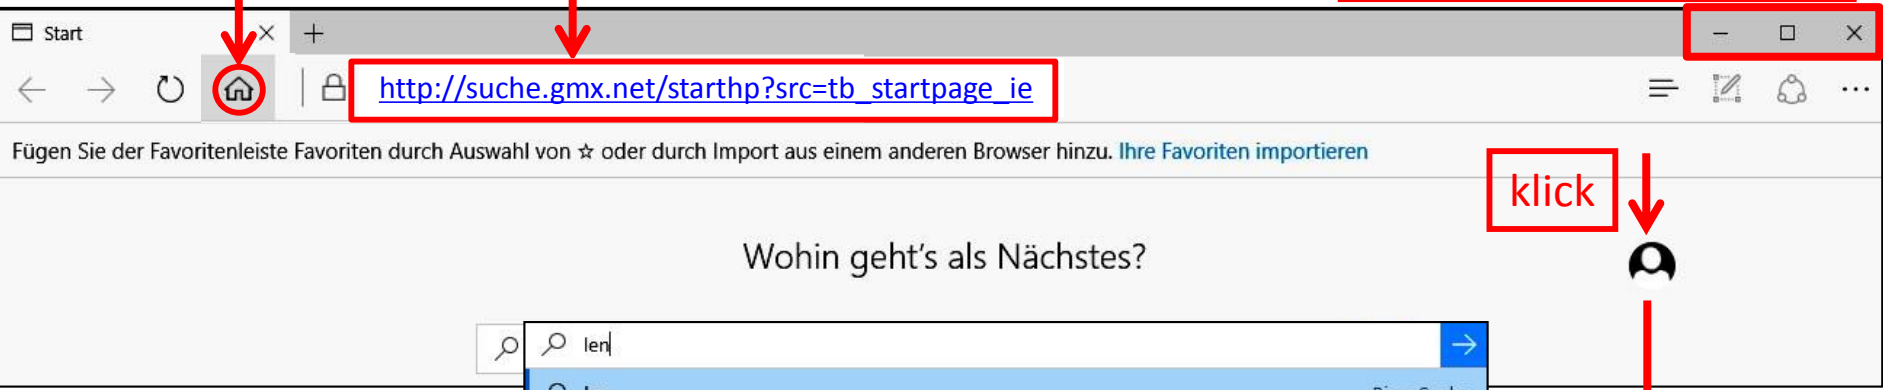 Start
http://suche.gmx.net/starthp?src=tb_startpage_ie
Fügen Sie der Favoritenleiste Favoriten durch Auswahl von ☆ oder durch Import aus einem anderen Browser hinzu. Ihre Favoriten importieren
klick
Wohin geht's als Nächstes?
len